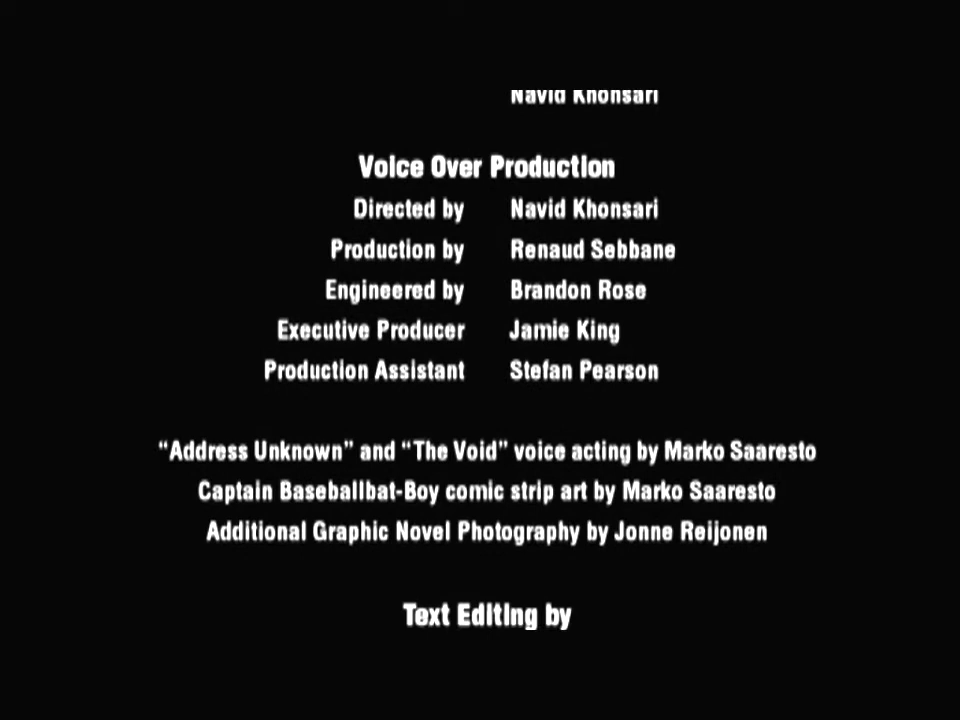 Navid Khonsari
Voice Over Production
Directed by Navid Khonsari
Production by Renaud Sebbane
Engineered by Brandon Rose
Executive Producer Jamie King
Production Assistant Stefan Pearson
“Address Unknown” and “The Void” voice acting by Marko Saaresto
Captain Baseballbat-Boy comic strip art by Marko Saaresto
Additional Graphic Novel Photography by Jonne Reijonen
Text Editing by